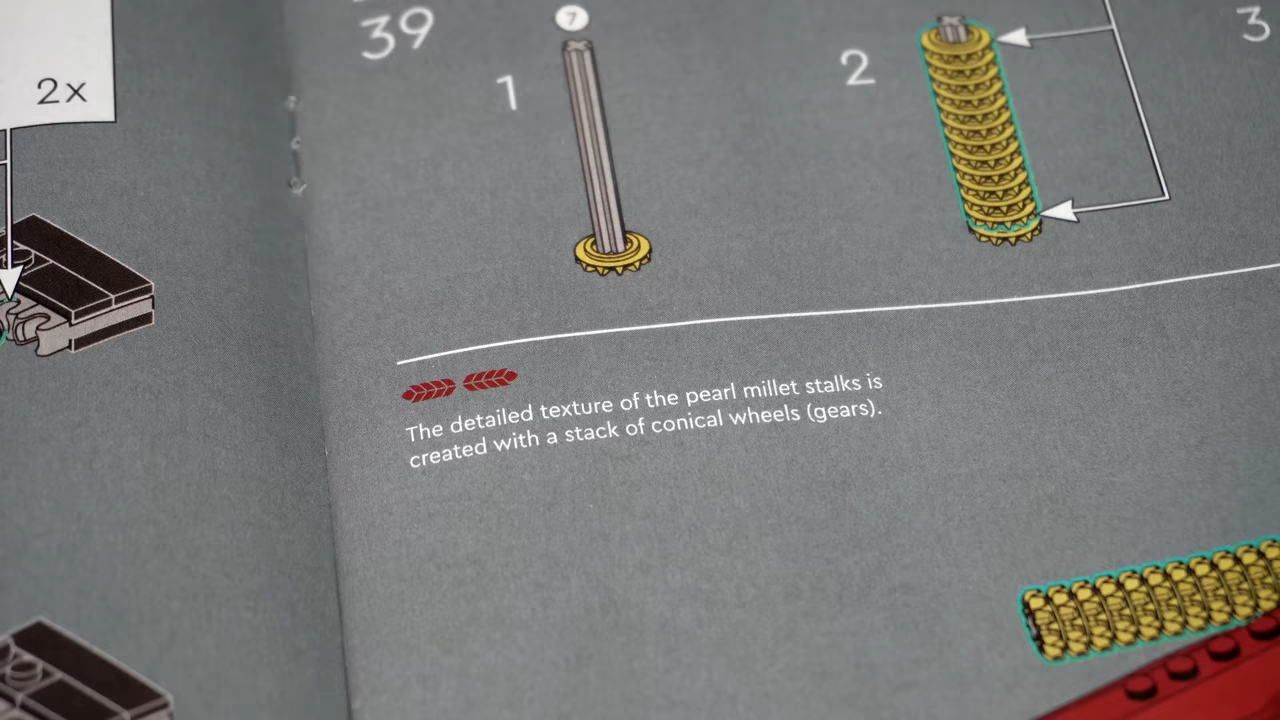 2x
39
7
1
2
3
The detailed texture of the pearl millet stalks is
created with a stack of conical wheels (gears).